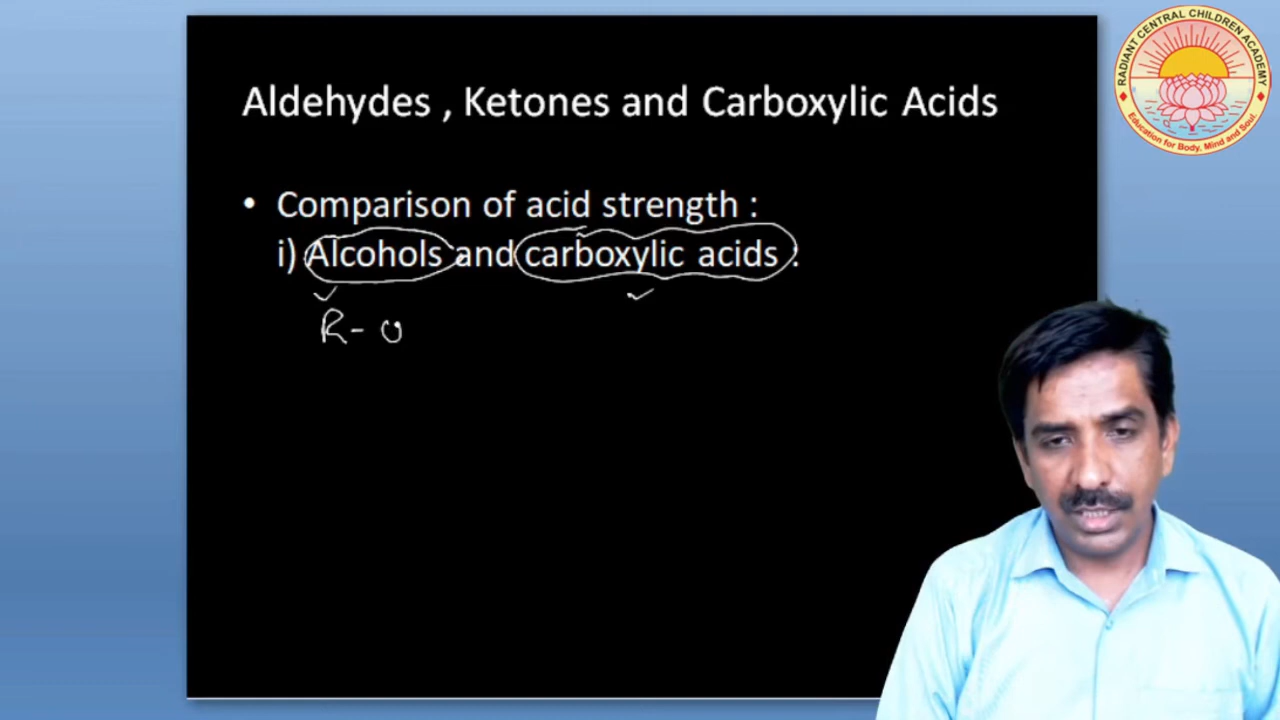 Aldehydes , Ketones and Carboxylic Acids
• Comparison of acid strength :
i) Alcohols and carboxylic acids :
R- O
RADIANT CENTRAL CHILDREN ACADEMY
Education for Body, Mind and Soul.